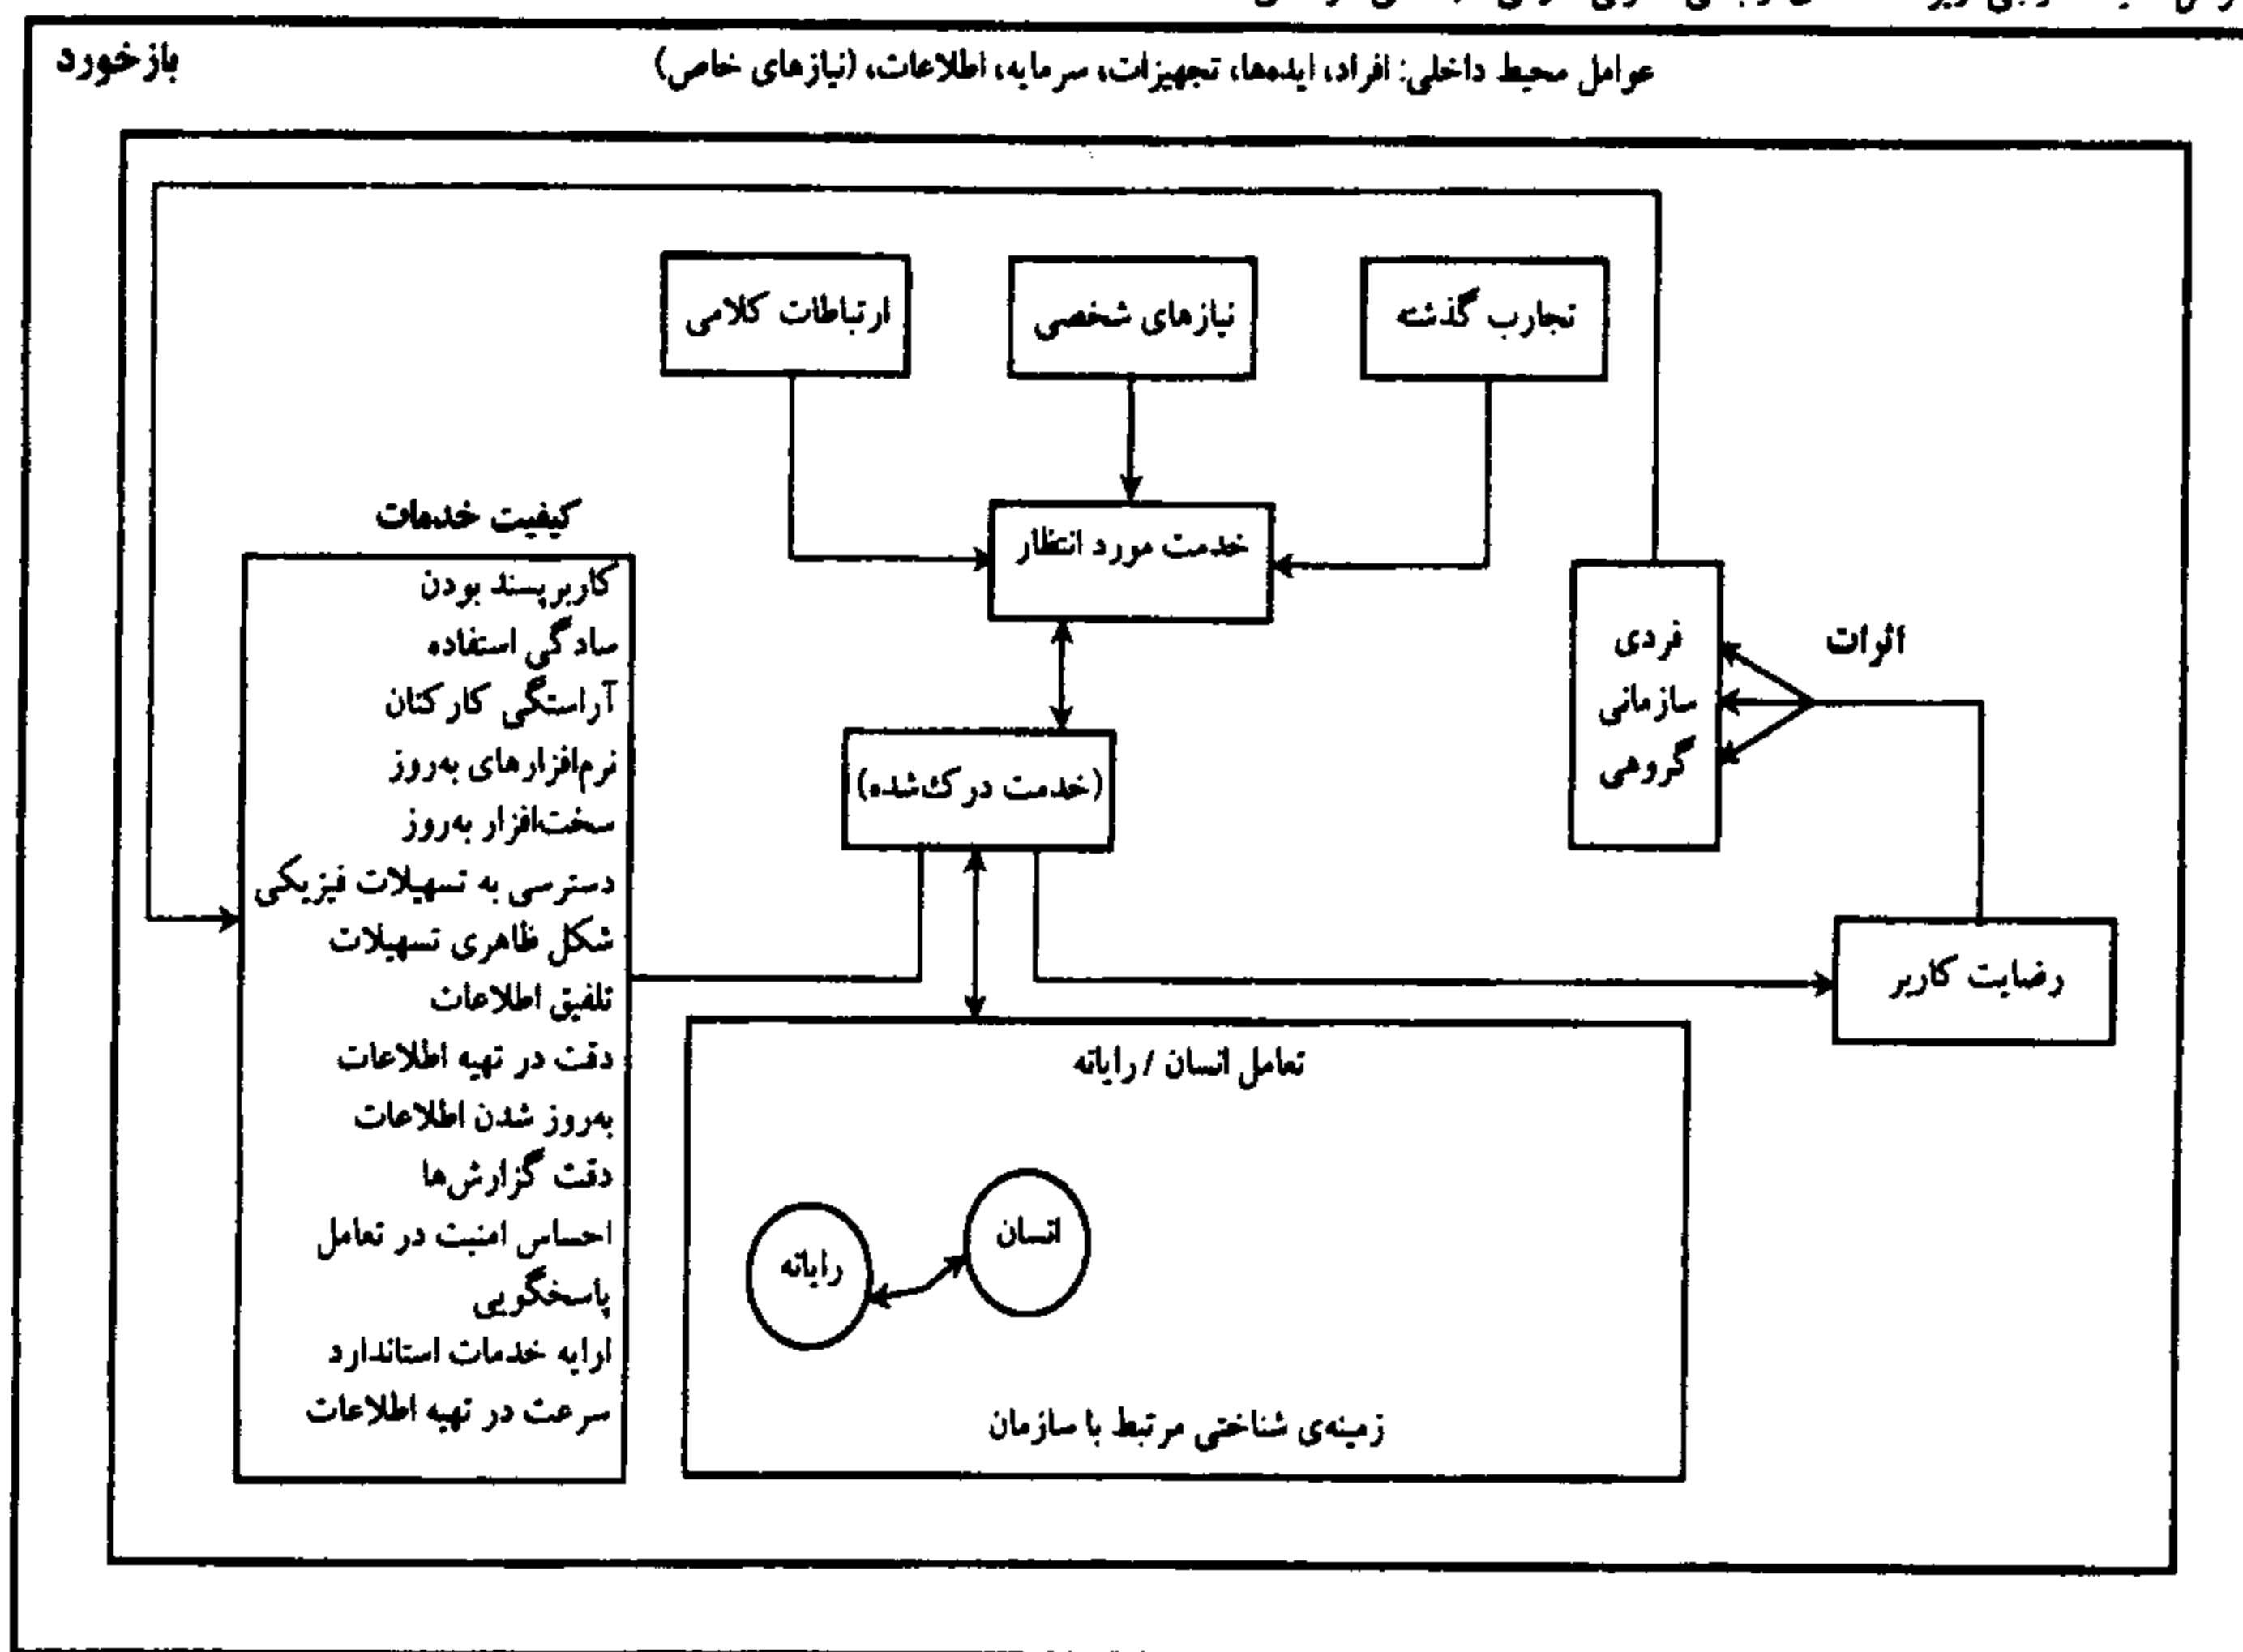 عوامل محیط داخلی: افراد، ایده‌ها، تجهیزات، سرمایه، اطلاعات، (نیازهای خاص)
بازخورد
تجارب گذشته
نیازهای شخصی
ارتباطات کلامی
خدمت مورد انتظار
(خدمت درک‌شده)
اثرات
فردی
سازمانی
گروهی
رضایت کاربر
کیفیت خدمات
کاربرپسند بودن
سادگی استفاده
آراستگی کارکنان
نرم‌افزارهای به‌روز
سخت‌افزار به‌روز
دسترسی به تسهیلات فیزیکی
شکل ظاهری تسهیلات
تلفیق اطلاعات
دقت در تهیه اطلاعات
به‌روز شدن اطلاعات
دقت گزارش‌ها
احساس امنیت در تعامل
پاسخگویی
ارایه خدمات استاندارد
سرعت در تهیه اطلاعات
تعامل انسان / رایانه
انسان
رایانه
زمینه‌ی شناختی مرتبط با سازمان